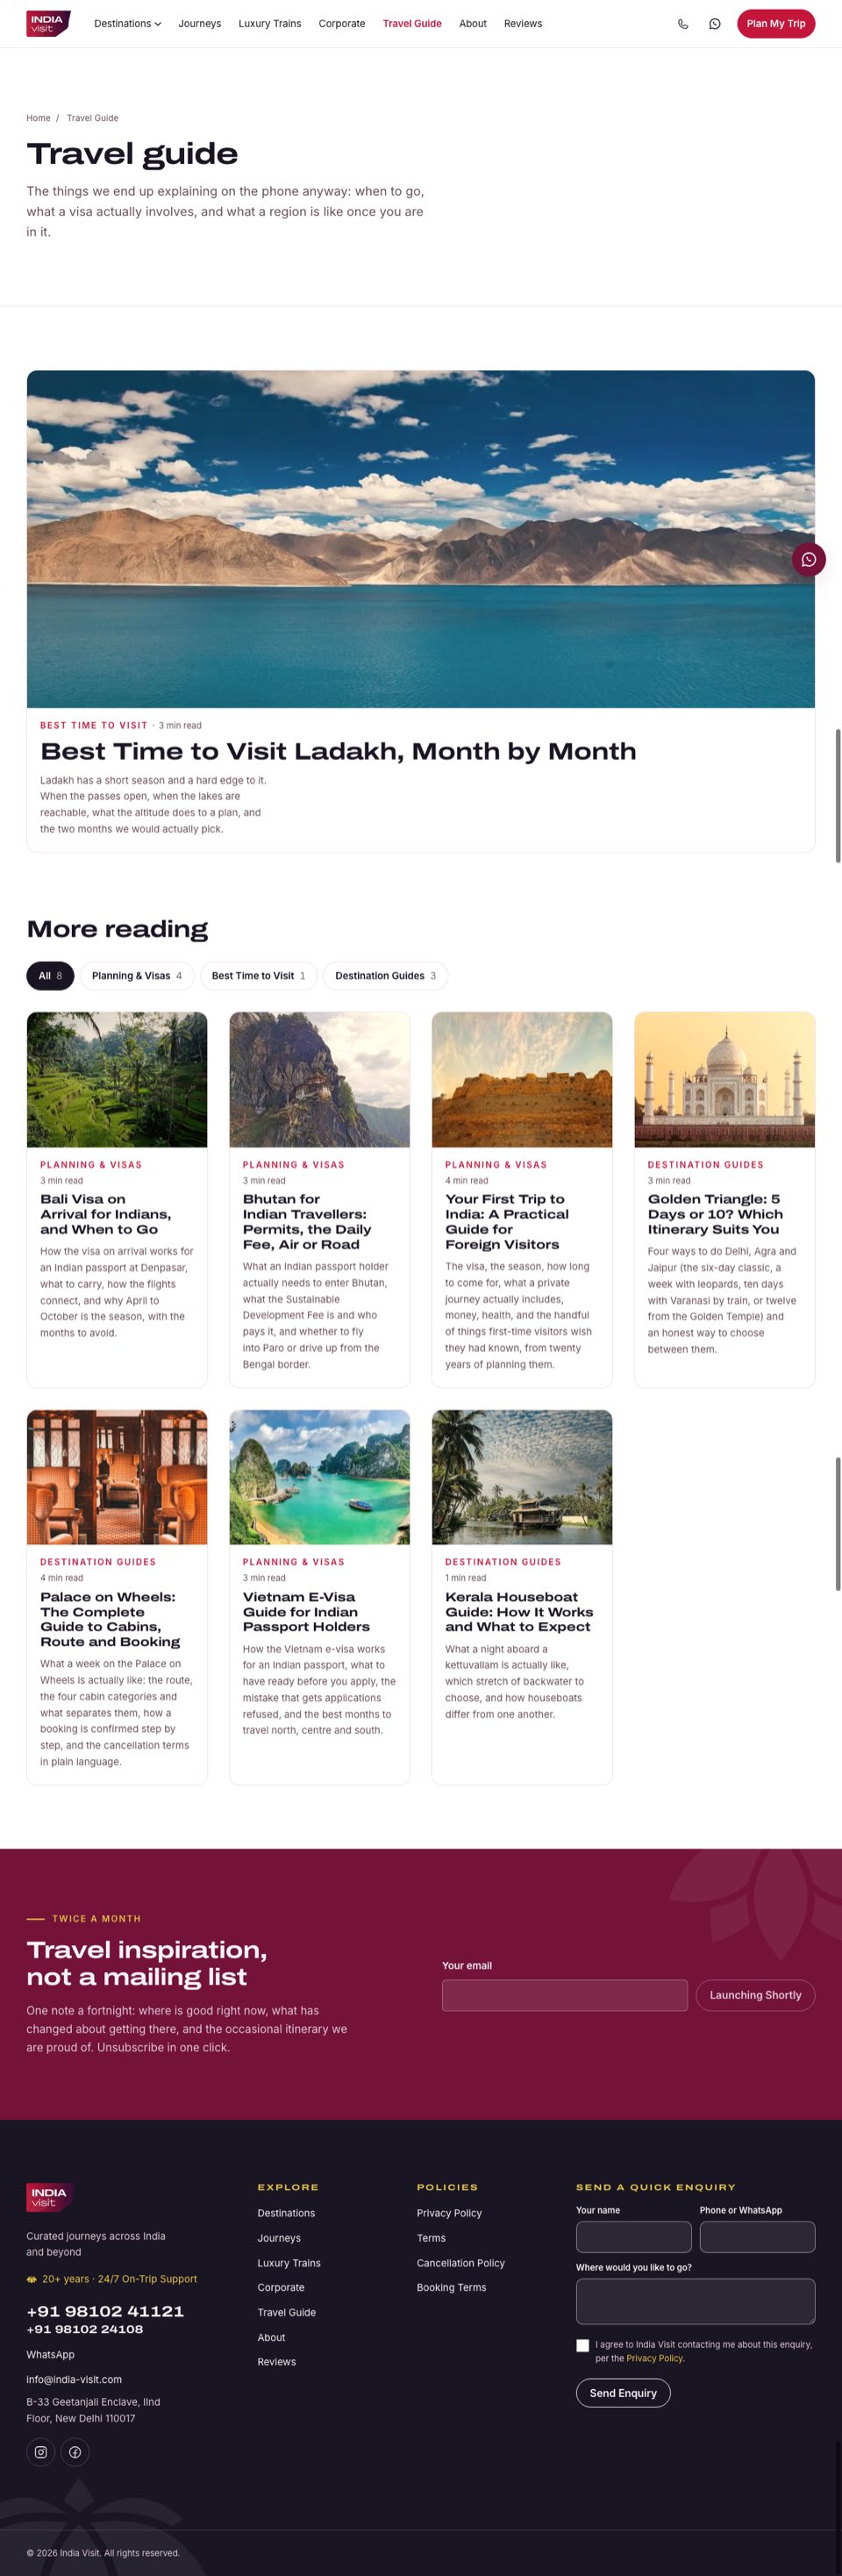 INDIA
visit
Destinations
Journeys
Luxury Trains
Corporate
Travel Guide
About
Reviews
Plan My Trip
Home / Travel Guide
Travel guide
The things we end up explaining on the phone anyway: when to go,
what a visa actually involves, and what a region is like once you are
in it.
BEST TIME TO VISIT · 3 min read
Best Time to Visit Ladakh, Month by Month
Ladakh has a short season and a hard edge to it.
When the passes open, when the lakes are
reachable, what the altitude does to a plan, and
the two months we would actually pick.
More reading
All 8
Planning & Visas 4
Best Time to Visit 1
Destination Guides 3
PLANNING & VISAS
3 min read
Bali Visa on
Arrival for Indians,
and When to Go
How the visa on arrival works for
an Indian passport at Denpasar,
what to carry, how the flights
connect, and why April to
October is the season, with the
months to avoid.
PLANNING & VISAS
3 min read
Bhutan for
Indian Travellers:
Permits, the Daily
Fee, Air or Road
What an Indian passport holder
actually needs to enter Bhutan,
what the Sustainable
Development Fee is and who
pays it, and whether to fly
into Paro or drive up from the
Bengal border.
PLANNING & VISAS
4 min read
Your First Trip to
India: A Practical
Guide for
Foreign Visitors
The visa, the season, how long
to come for, what a private
journey actually includes,
money, health, and the handful
of things first-time visitors wish
they had known, from twenty
years of planning them.
DESTINATION GUIDES
3 min read
Golden Triangle: 5
Days or 10? Which
Itinerary Suits You
Four ways to do Delhi, Agra and
Jaipur (the six-day classic, a
week with leopards, ten days
with Varanasi by train, or twelve
from the Golden Temple) and
an honest way to choose
between them.
DESTINATION GUIDES
4 min read
Palace on Wheels:
The Complete
Guide to Cabins,
Route and Booking
What a week on the Palace on
Wheels is actually like: the route,
the four cabin categories and
what separates them, how a
booking is confirmed step by
step, and the cancellation terms
in plain language.
PLANNING & VISAS
3 min read
Vietnam E-Visa
Guide for Indian
Passport Holders
How the Vietnam e-visa works
for an Indian passport, what to
have ready before you apply, the
mistake that gets applications
refused, and the best months to
travel north, centre and south.
DESTINATION GUIDES
1 min read
Kerala Houseboat
Guide: How It Works
and What to Expect
What a night aboard a
kettuvallam is actually like,
which stretch of backwater to
choose, and how houseboats
differ from one another.
TWICE A MONTH
Travel inspiration,
not a mailing list
One note a fortnight: where is good right now, what has
changed about getting there, and the occasional itinerary we
are proud of. Unsubscribe in one click.
Your email
Launching Shortly
INDIA
visit
Curated journeys across India
and beyond
20+ years · 24/7 On-Trip Support
+91 98102 41121
+91 98102 24108
WhatsApp
info@india-visit.com
B-33 Geetanjali Enclave, IInd
Floor, New Delhi 110017
EXPLORE
Destinations
Journeys
Luxury Trains
Corporate
Travel Guide
About
Reviews
POLICIES
Privacy Policy
Terms
Cancellation Policy
Booking Terms
SEND A QUICK ENQUIRY
Your name
Phone or WhatsApp
Where would you like to go?
I agree to India Visit contacting me about this enquiry,
per the Privacy Policy.
Send Enquiry
© 2026 India Visit. All rights reserved.